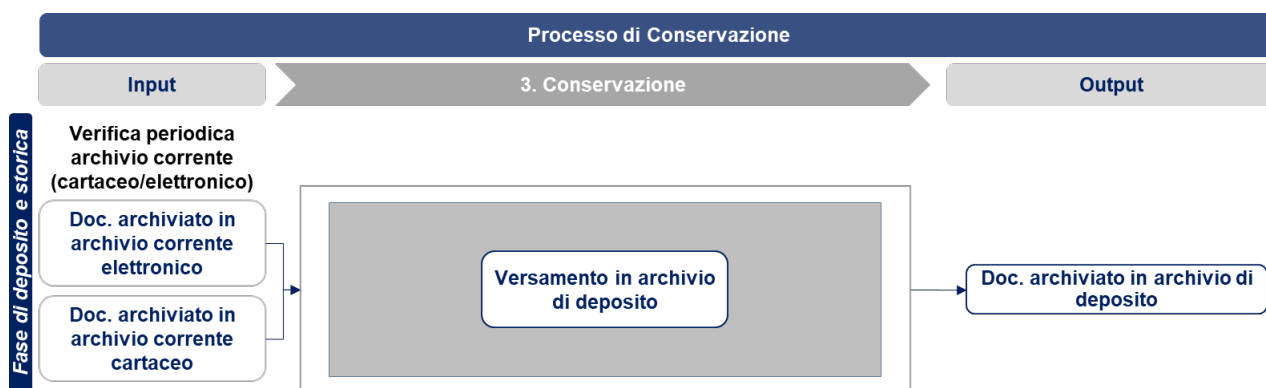 Processo di Conservazione
Input
3. Conservazione
Output
Fase di deposito e storica
Verifica periodica
archivio corrente
(cartaceo/elettronico)
Doc. archiviato in
archivio corrente
elettronico
Doc. archiviato in
archivio corrente
cartaceo
Versamento in archivio
di deposito
Doc. archiviato in archivio di
deposito